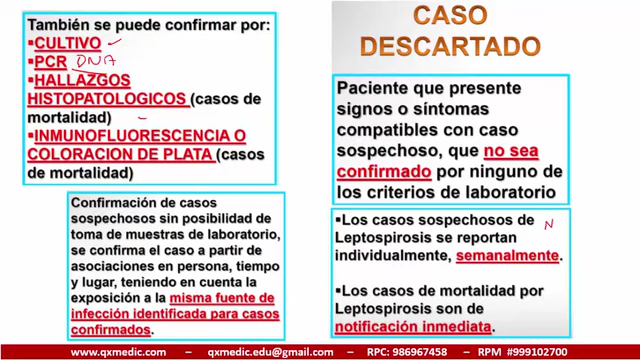 También se puede confirmar por:
▪CULTIVO
▪PCR DNA
▪HALLAZGOS
HISTOPATOLOGICOS (casos de
mortalidad)
▪INMUNOFLUORESCENCIA O
COLORACION DE PLATA (casos
de mortalidad)
Confirmación de casos
sospechosos sin posibilidad de
toma de muestras de laboratorio,
se confirma el caso a partir de
asociaciones en persona, tiempo
y lugar, teniendo en cuenta la
exposición a la misma fuente de
infección identificada para casos
confirmados.
CASO
DESCARTADO
Paciente que presente
signos o síntomas
compatibles con caso
sospechoso, que no sea
confirmado por ninguno de
los criterios de laboratorio
▪Los casos sospechosos de N
Leptospirosis se reportan
individualmente, semanalmente.
▪Los casos de mortalidad por
Leptospirosis son de
notificación inmediata.
www.qxmedic.com - qxmedic.edu@gmail.com - RPC: 986967458 - RPM #999102700